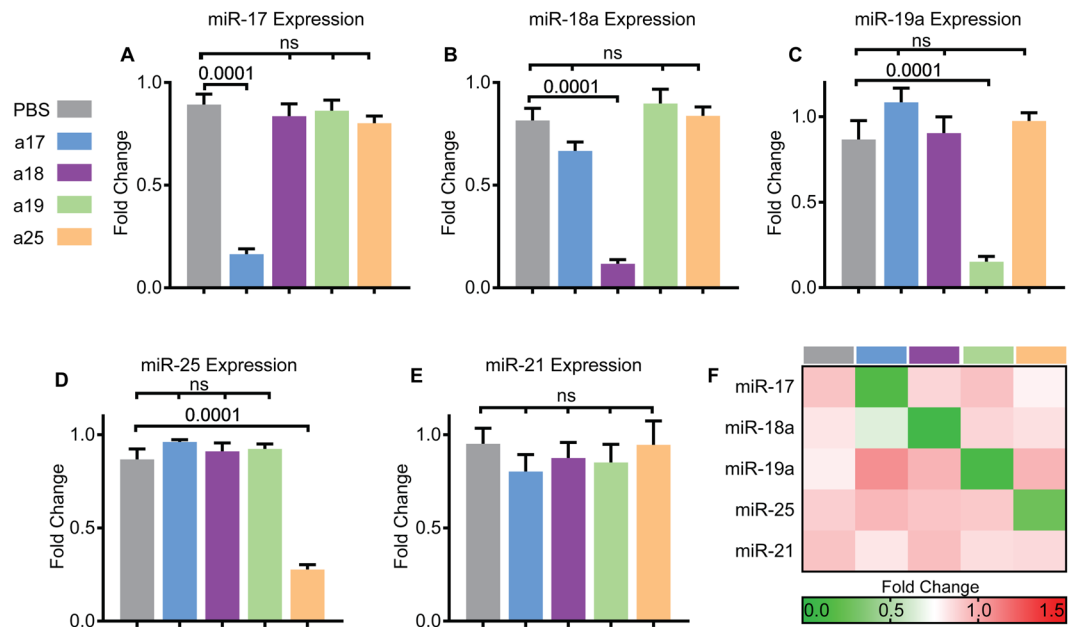 miR-17 Expression
miR-18a Expression
miR-19a Expression
PBS
a17
a18
a19
a25
A
ns
0.0001
Fold Change
1.0
0.5
0.0
B
ns
0.0001
Fold Change
1.0
0.5
0.0
C
ns
0.0001
Fold Change
1.0
0.5
0.0
miR-25 Expression
D
ns
0.0001
Fold Change
1.0
0.5
0.0
miR-21 Expression
E
ns
Fold Change
1.0
0.5
0.0
F
miR-17
miR-18a
miR-19a
miR-25
miR-21
Fold Change
0.0 0.5 1.0 1.5